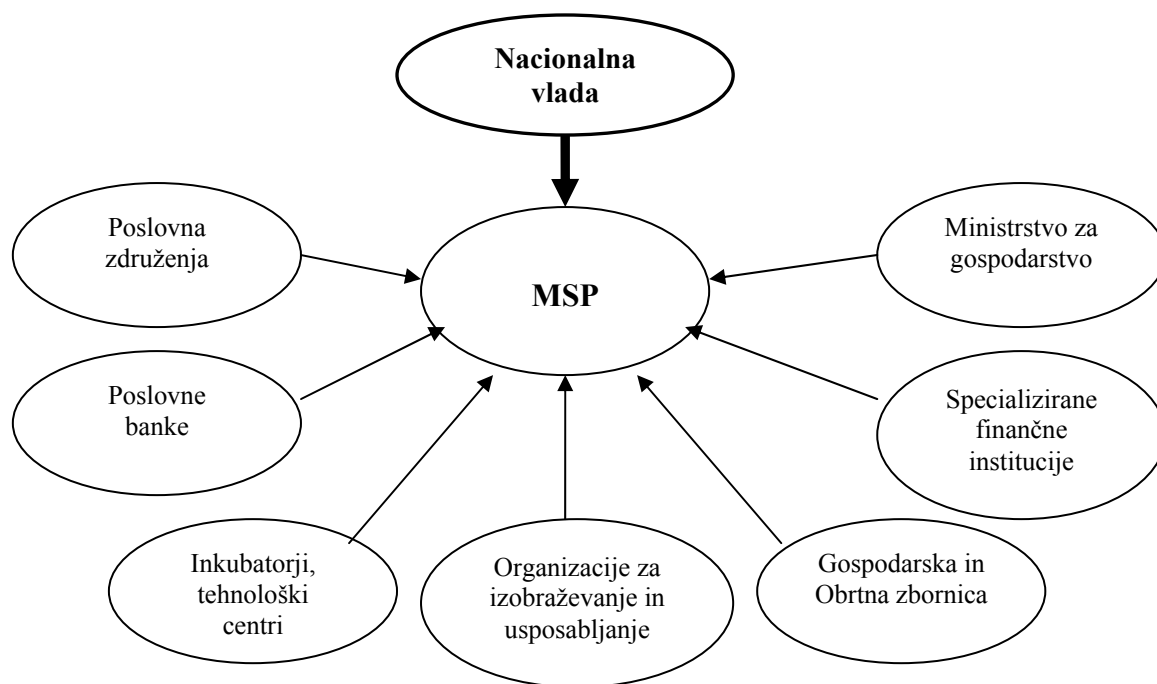 Nacionalna
vlada
Poslovna
združenja
Ministrstvo za
gospodarstvo
MSP
Poslovne
banke
Specializirane
finančne
institucije
Inkubatorji,
tehnološki
centri
Organizacije za
izobraževanje in
usposabljanje
Gospodarska in
Obrtna zbornica